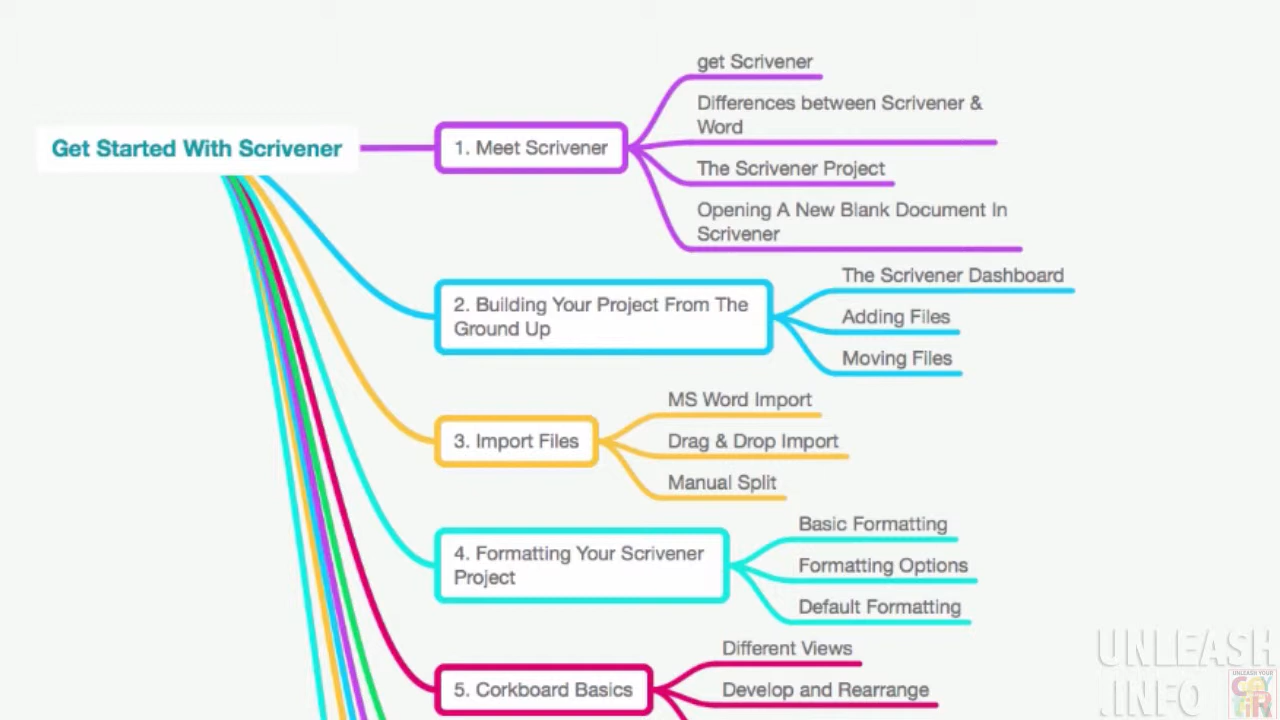 get Scrivener
Differences between Scrivener &
Word
Get Started With Scrivener
1. Meet Scrivener
The Scrivener Project
Opening A New Blank Document In
Scrivener
The Scrivener Dashboard
2. Building Your Project From The
Ground Up
Adding Files
Moving Files
MS Word Import
3. Import Files
Drag & Drop Import
Manual Split
Basic Formatting
4. Formatting Your Scrivener
Project
Formatting Options
Default Formatting
Different Views
5. Corkboard Basics
Develop and Rearrange
UNLEASH
.INFO
UNLEASH YOUR